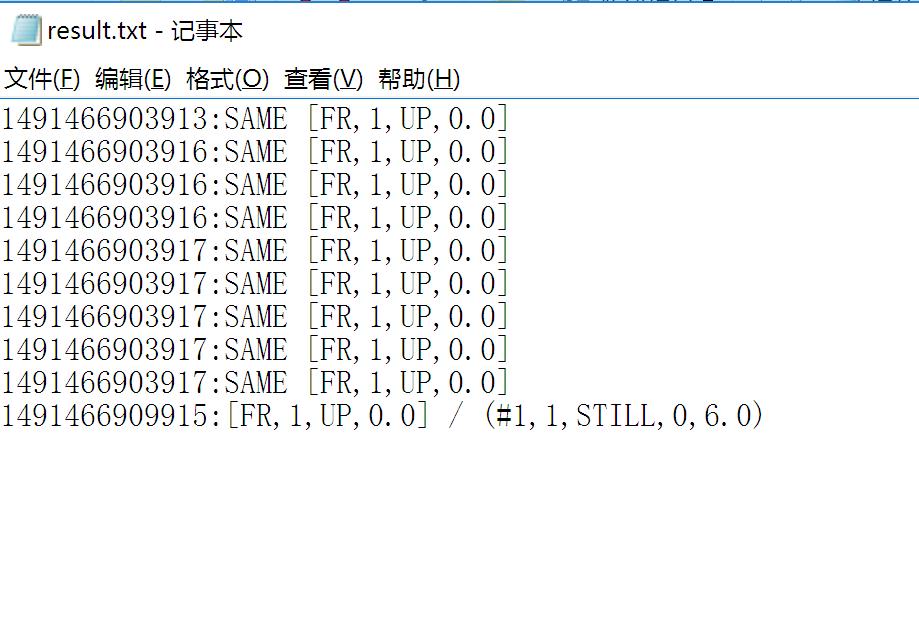 result.txt - 记事本
文件(F) 编辑(E) 格式(O) 查看(V) 帮助(H)
1491466903913:SAME [FR,1,UP,0.0]
1491466903916:SAME [FR,1,UP,0.0]
1491466903916:SAME [FR,1,UP,0.0]
1491466903916:SAME [FR,1,UP,0.0]
1491466903917:SAME [FR,1,UP,0.0]
1491466903917:SAME [FR,1,UP,0.0]
1491466903917:SAME [FR,1,UP,0.0]
1491466903917:SAME [FR,1,UP,0.0]
1491466903917:SAME [FR,1,UP,0.0]
1491466909915:[FR,1,UP,0.0] / (#1,1,STILL,0,6.0)